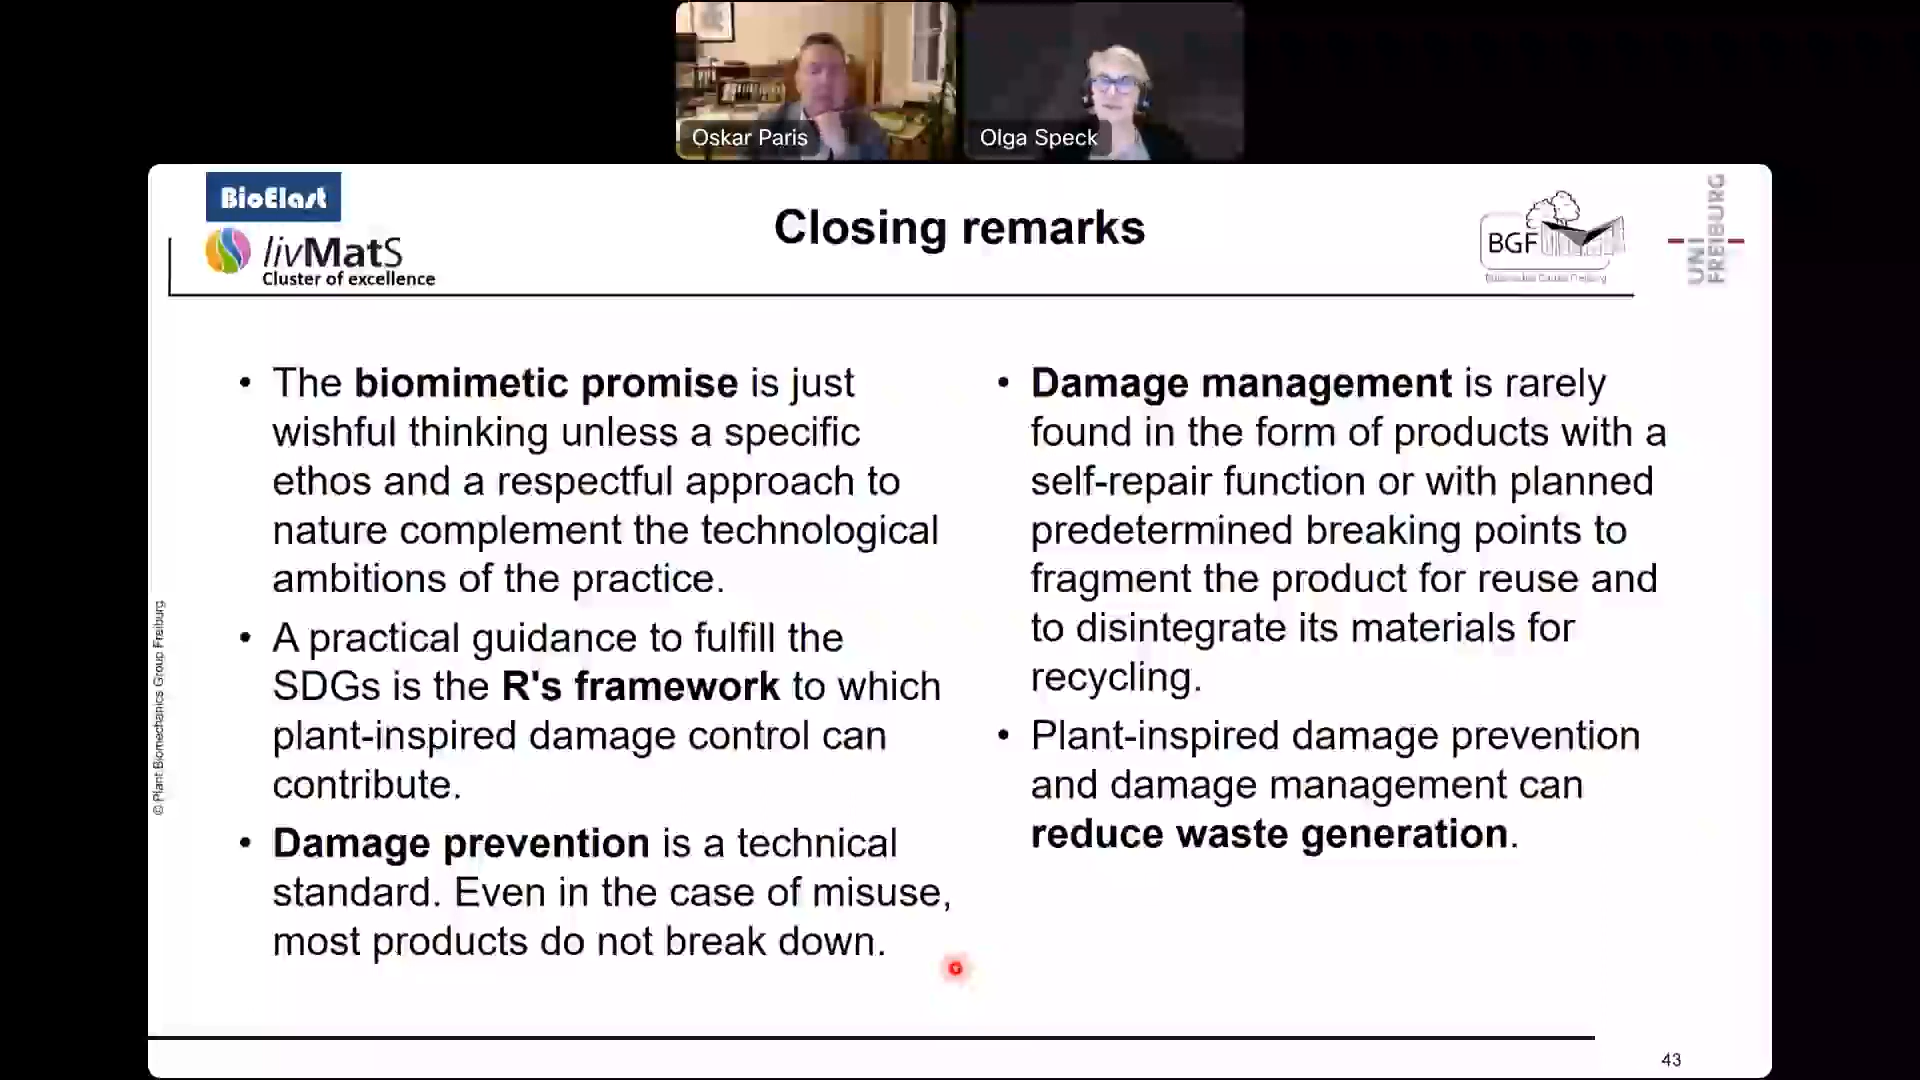 Oskar Paris
Olga Speck
BioElast
livMatS
Cluster of excellence
Closing remarks
BGF
UNI
FREIBURG
• The biomimetic promise is just
wishful thinking unless a specific
ethos and a respectful approach to
nature complement the technological
ambitions of the practice.
• A practical guidance to fulfill the
SDGs is the R's framework to which
plant-inspired damage control can
contribute.
• Damage prevention is a technical
standard. Even in the case of misuse,
most products do not break down.
• Damage management is rarely
found in the form of products with a
self-repair function or with planned
predetermined breaking points to
fragment the product for reuse and
to disintegrate its materials for
recycling.
• Plant-inspired damage prevention
and damage management can
reduce waste generation.
© Plant Biomechanics Group Freiburg
43